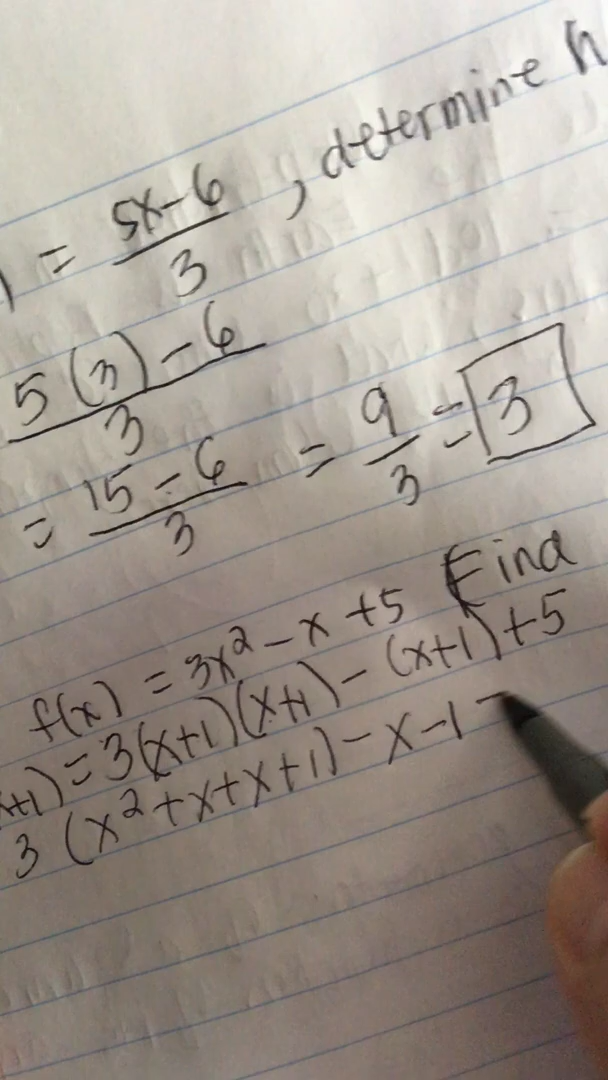 ) = 5x-6 / 3 , determine h
5(3)-6 / 3
= 15-6 / 3 = 9/3 = 3
f(x) = 3x² - x + 5 Find
x+1) = 3(x+1)(x+1) - (x+1) + 5
3(x² + x + x + 1) - x - 1 -